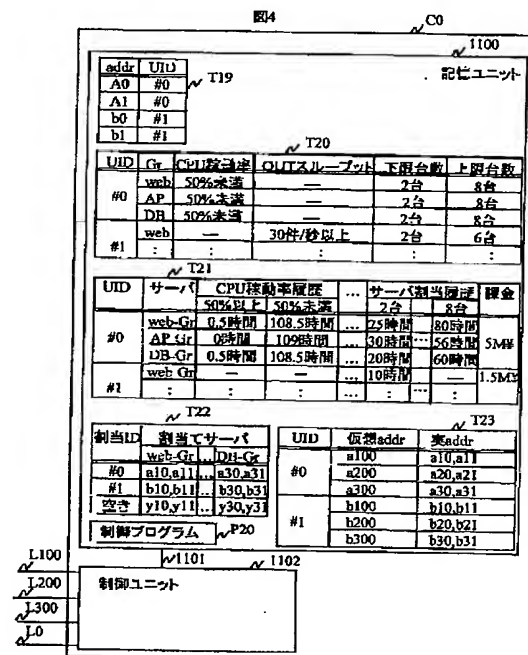 図4
C0
1100
記憶ユニット
addr UID
A0 #0
A1 #0
b0 #1
b1 #1
T19
T20
UID Gr CPU稼動率 OUTスループット 下限台数 上限台数
#0
web 50%未満 — 2台 8台
AP 50%未満 — 2台 8台
DB 50%未満 — 2台 8台
#1
web — 30件/秒以上 2台 6台
: : : : :
T21
UID サーバ CPU稼動率履歴 … サーバ割当履歴 課金
50%以上 50%未満 2台 8台
#0
web-Gr 0.5時間 108.5時間 … 25時間 80時間
AP-Gr 0時間 109時間 … 30時間 … 56時間
DB-Gr 0.5時間 108.5時間 … 20時間 60時間
5M¥
#1
web Gr — — … 10時間 — 1.5M¥
: : : … : … :
T22
割当ID 割当てサーバ
web-Gr … DB-Gr
#0 a10,a11 … a30,a31
#1 b10,b11 … b30,b31
空き y10,y11 … y30,y31
T23
UID 仮想addr 実addr
#0
a100 a10,a11
a200 a20,a21
a300 a30,a31
#1
b100 b10,b11
b200 b20,b21
b300 b30,b31
制御プログラム P20
L100
L200
L300
L0
1101
1102
制御ユニット